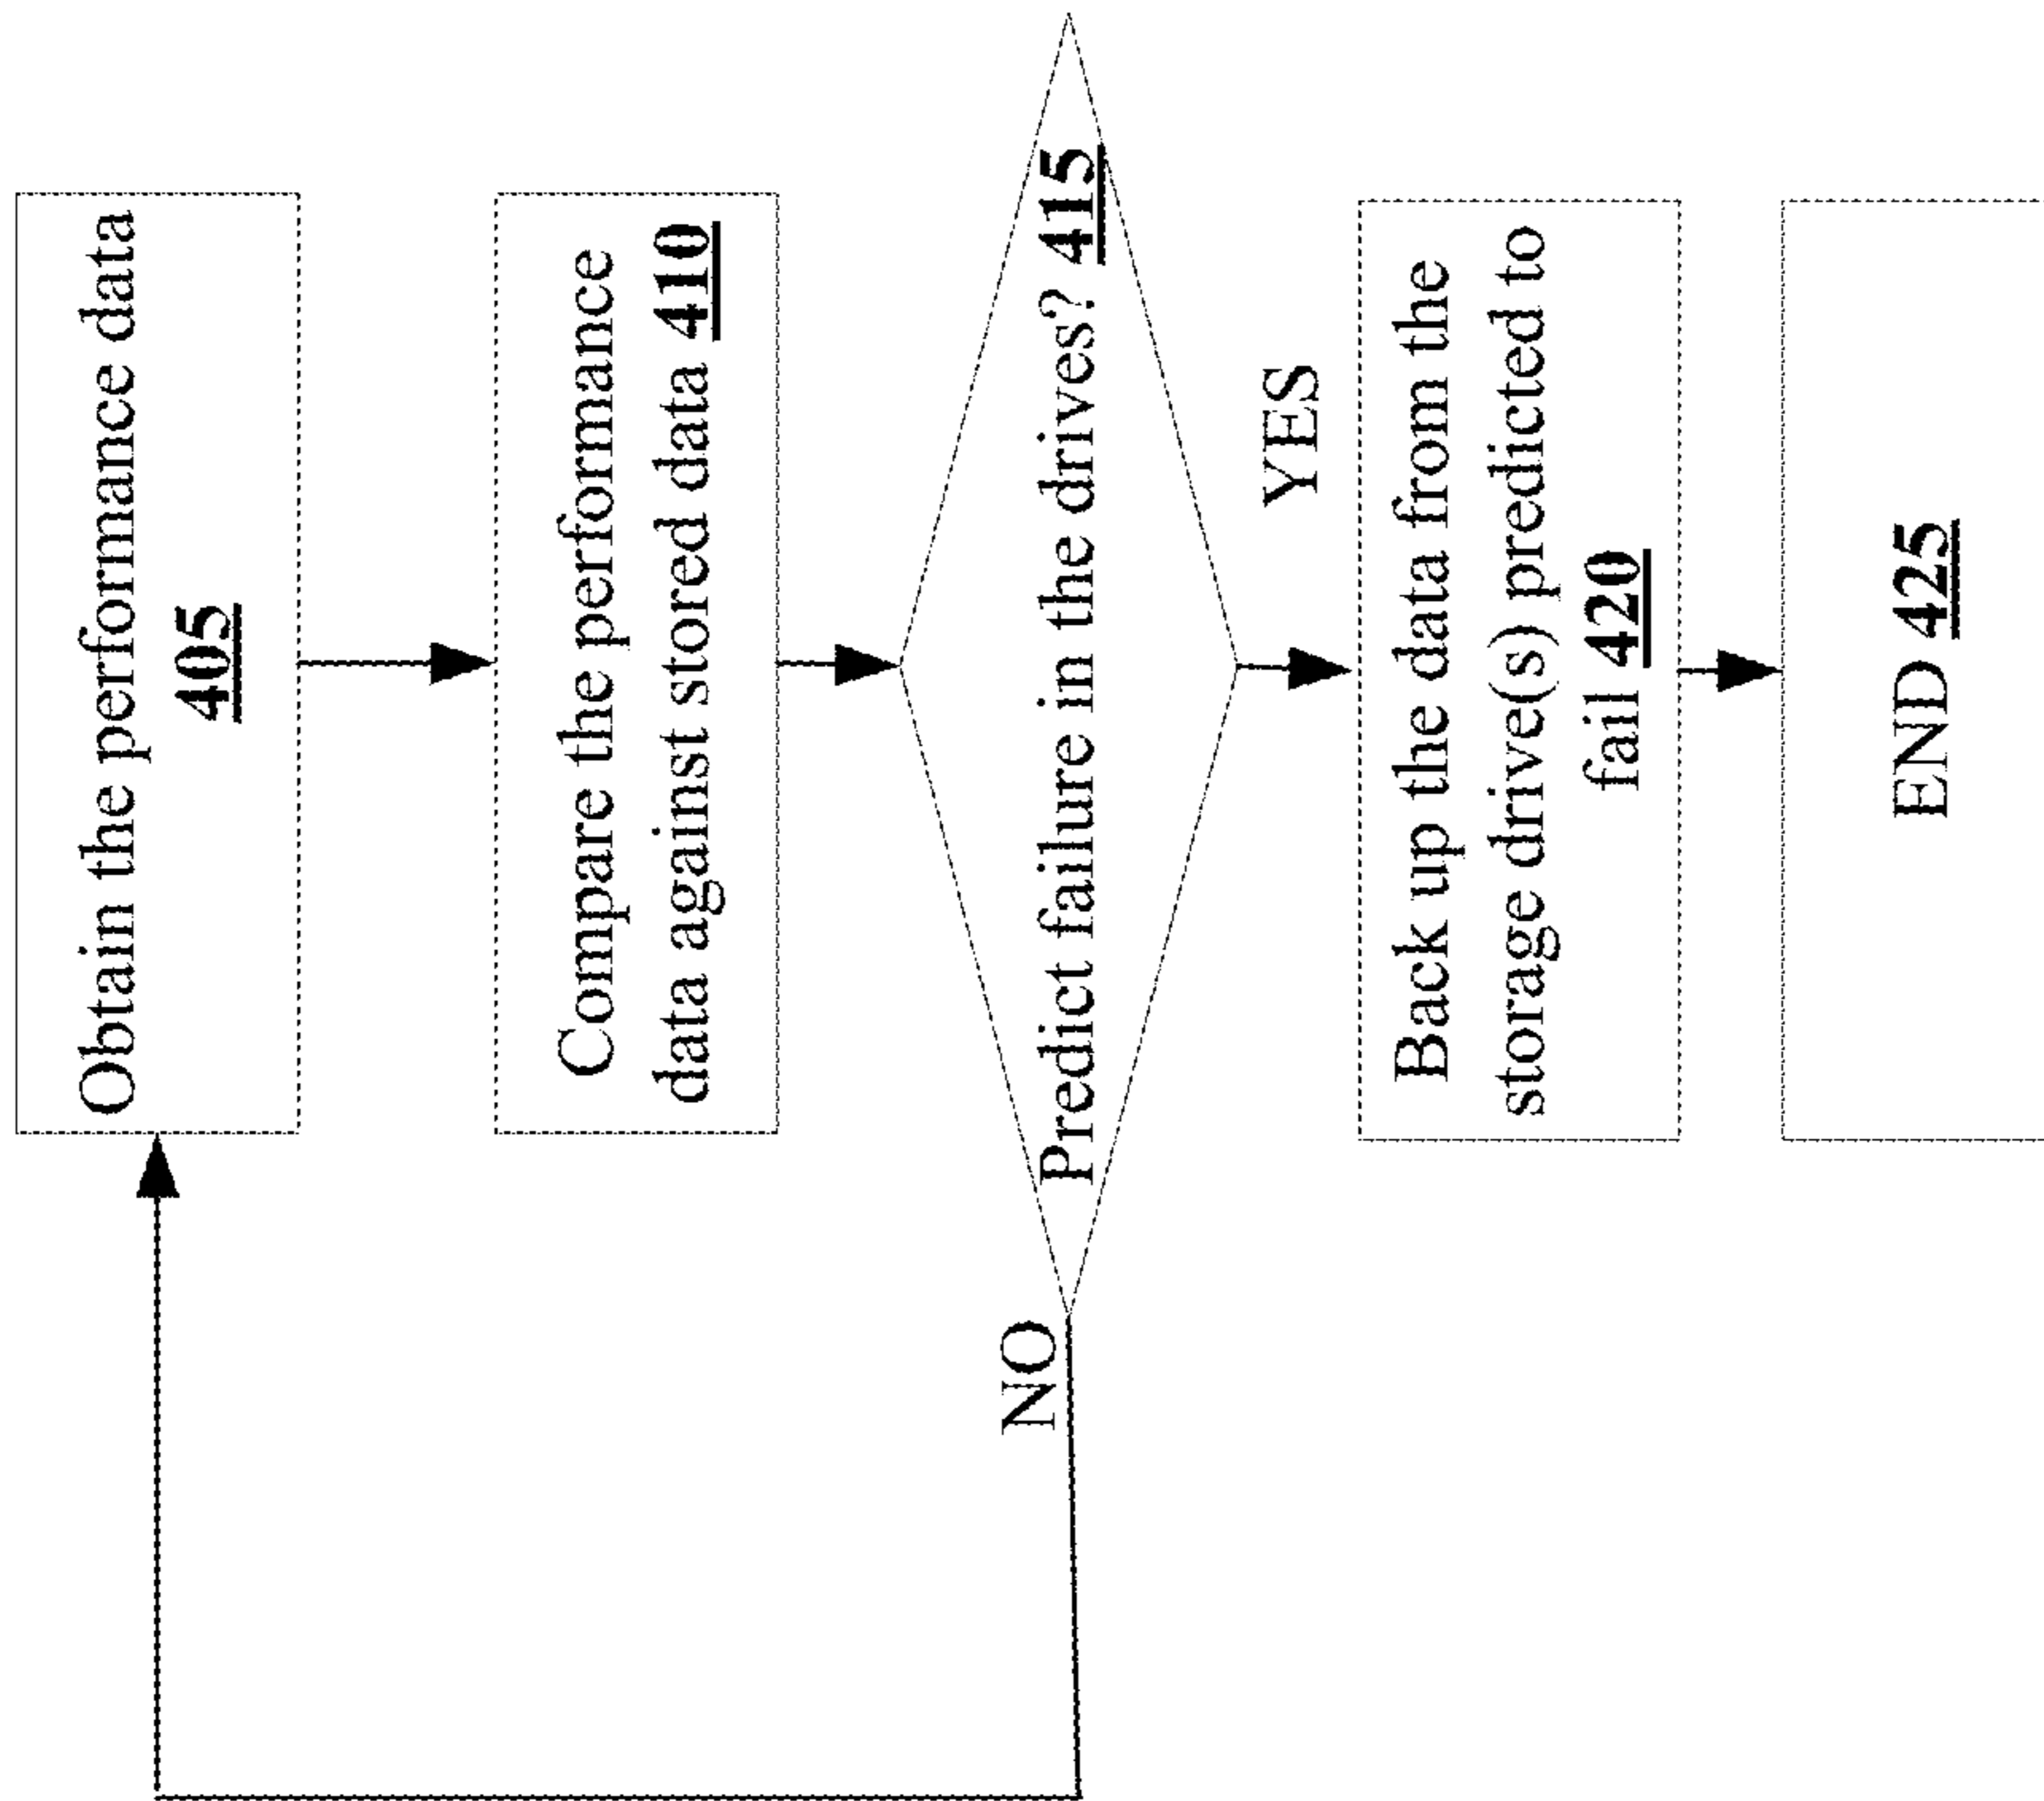 Obtain the performance data
405
Compare the performance
data against stored data 410
Predict failure in the drives? 415
NO
YES
Back up the data from the
storage drive(s) predicted to
fail 420
END 425